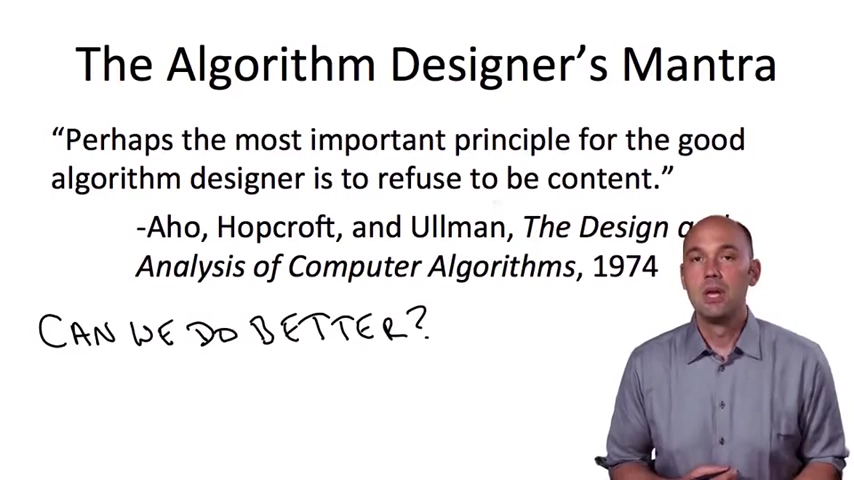 The Algorithm Designer's Mantra
“Perhaps the most important principle for the good
algorithm designer is to refuse to be content.”
-Aho, Hopcroft, and Ullman, The Design and
Analysis of Computer Algorithms, 1974
CAN WE DO BETTER?